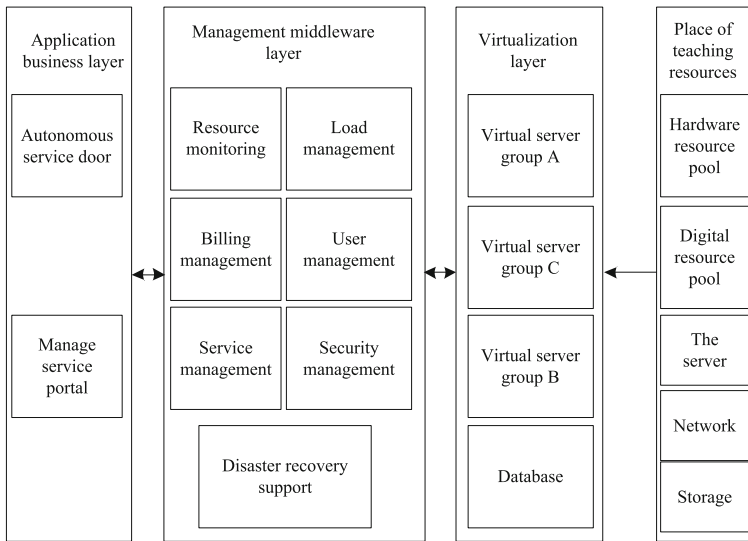 Application
business layer
Autonomous
service door
Manage
service
portal
Management middleware
layer
Resource
monitoring
Load
management
Billing
management
User
management
Service
management
Security
management
Disaster recovery
support
Virtualization
layer
Virtual server
group A
Virtual server
group C
Virtual server
group B
Database
Place of
teaching
resources
Hardware
resource
pool
Digital
resource
pool
The
server
Network
Storage